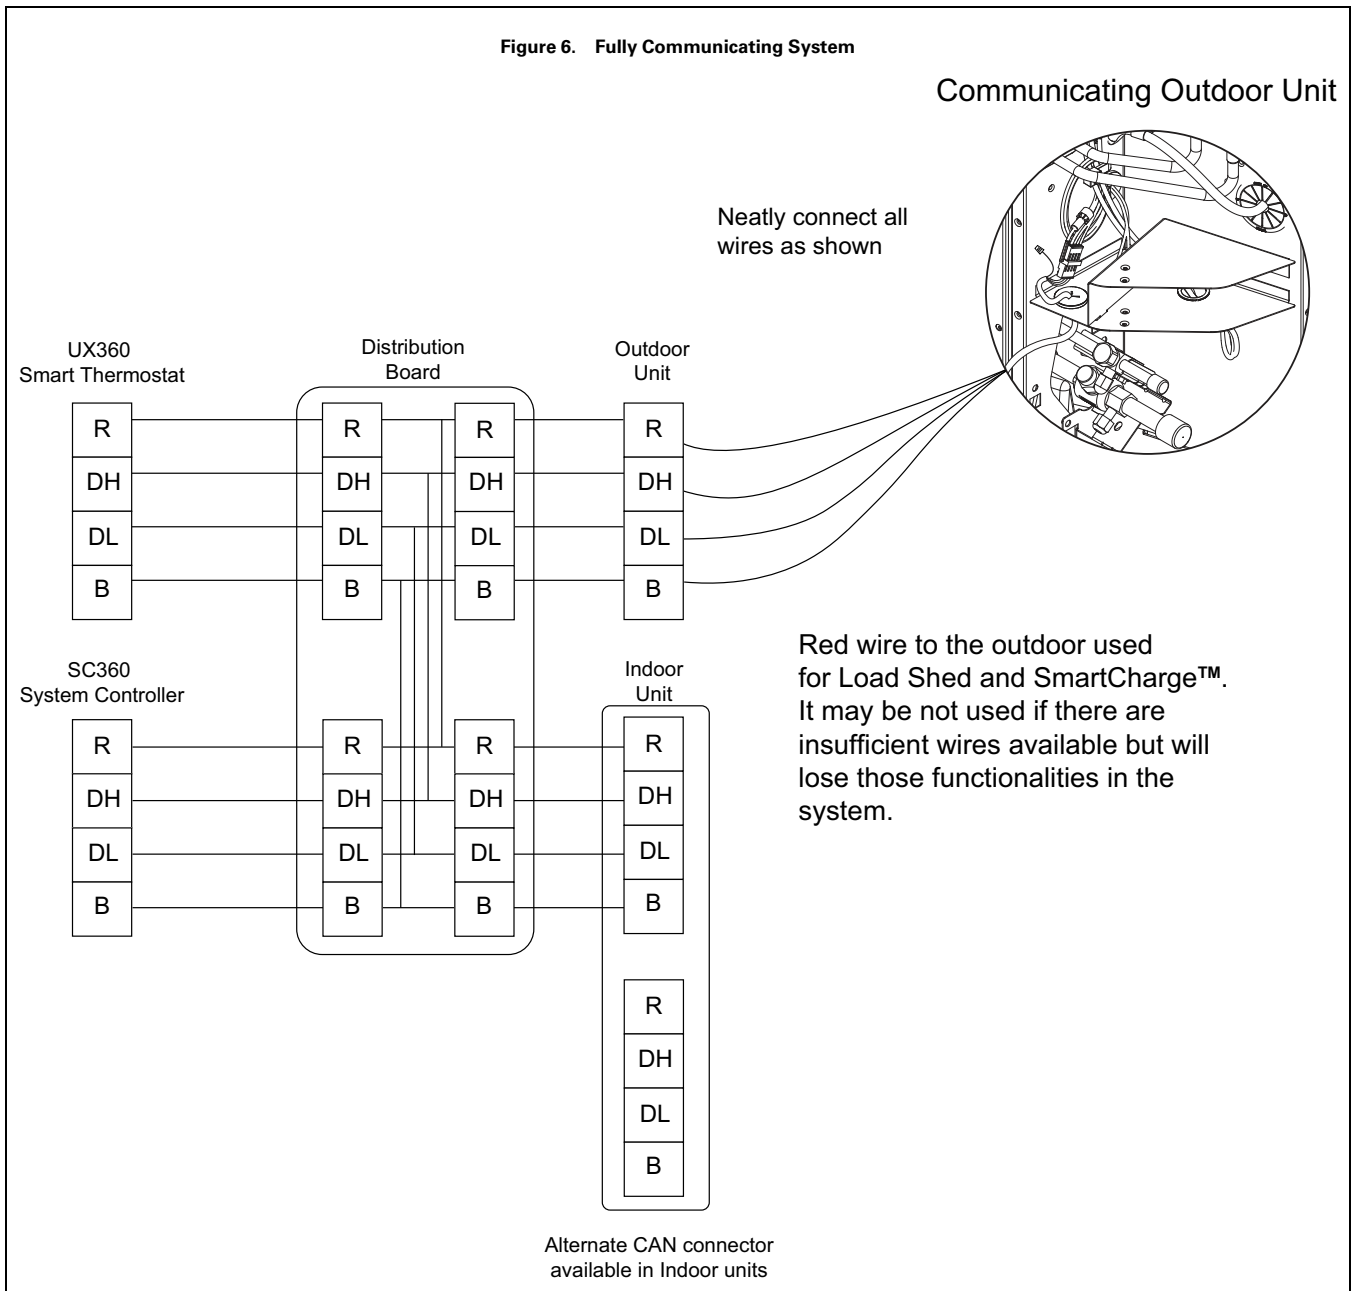 Figure 6. Fully Communicating System
Communicating Outdoor Unit
Neatly connect all
wires as shown
UX360
Smart Thermostat
Distribution
Board
Outdoor
Unit
R
R
R
R
DH
DH
DH
DH
DL
DL
DL
DL
B
B
B
B
Red wire to the outdoor used
for Load Shed and SmartCharge™.
It may be not used if there are
insufficient wires available but will
lose those functionalities in the
system.
SC360
System Controller
Indoor
Unit
R
R
R
R
DH
DH
DH
DH
DL
DL
DL
DL
B
B
B
B
R
DH
DL
B
Alternate CAN connector
available in Indoor units